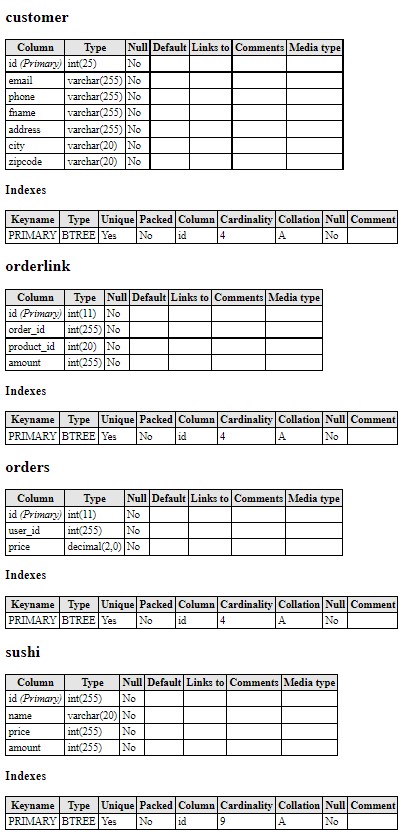 customer
Column Type Null Default Links to Comments Media type
id (Primary) int(25) No
email varchar(255) No
phone varchar(255) No
fname varchar(255) No
address varchar(255) No
city varchar(20) No
zipcode varchar(20) No
Indexes
Keyname Type Unique Packed Column Cardinality Collation Null Comment
PRIMARY BTREE Yes No id 4 A No
orderlink
Column Type Null Default Links to Comments Media type
id (Primary) int(11) No
order_id int(255) No
product_id int(20) No
amount int(255) No
Indexes
Keyname Type Unique Packed Column Cardinality Collation Null Comment
PRIMARY BTREE Yes No id 4 A No
orders
Column Type Null Default Links to Comments Media type
id (Primary) int(11) No
user_id int(255) No
price decimal(2,0) No
Indexes
Keyname Type Unique Packed Column Cardinality Collation Null Comment
PRIMARY BTREE Yes No id 4 A No
sushi
Column Type Null Default Links to Comments Media type
id (Primary) int(255) No
name varchar(20) No
price int(255) No
amount int(255) No
Indexes
Keyname Type Unique Packed Column Cardinality Collation Null Comment
PRIMARY BTREE Yes No id 9 A No